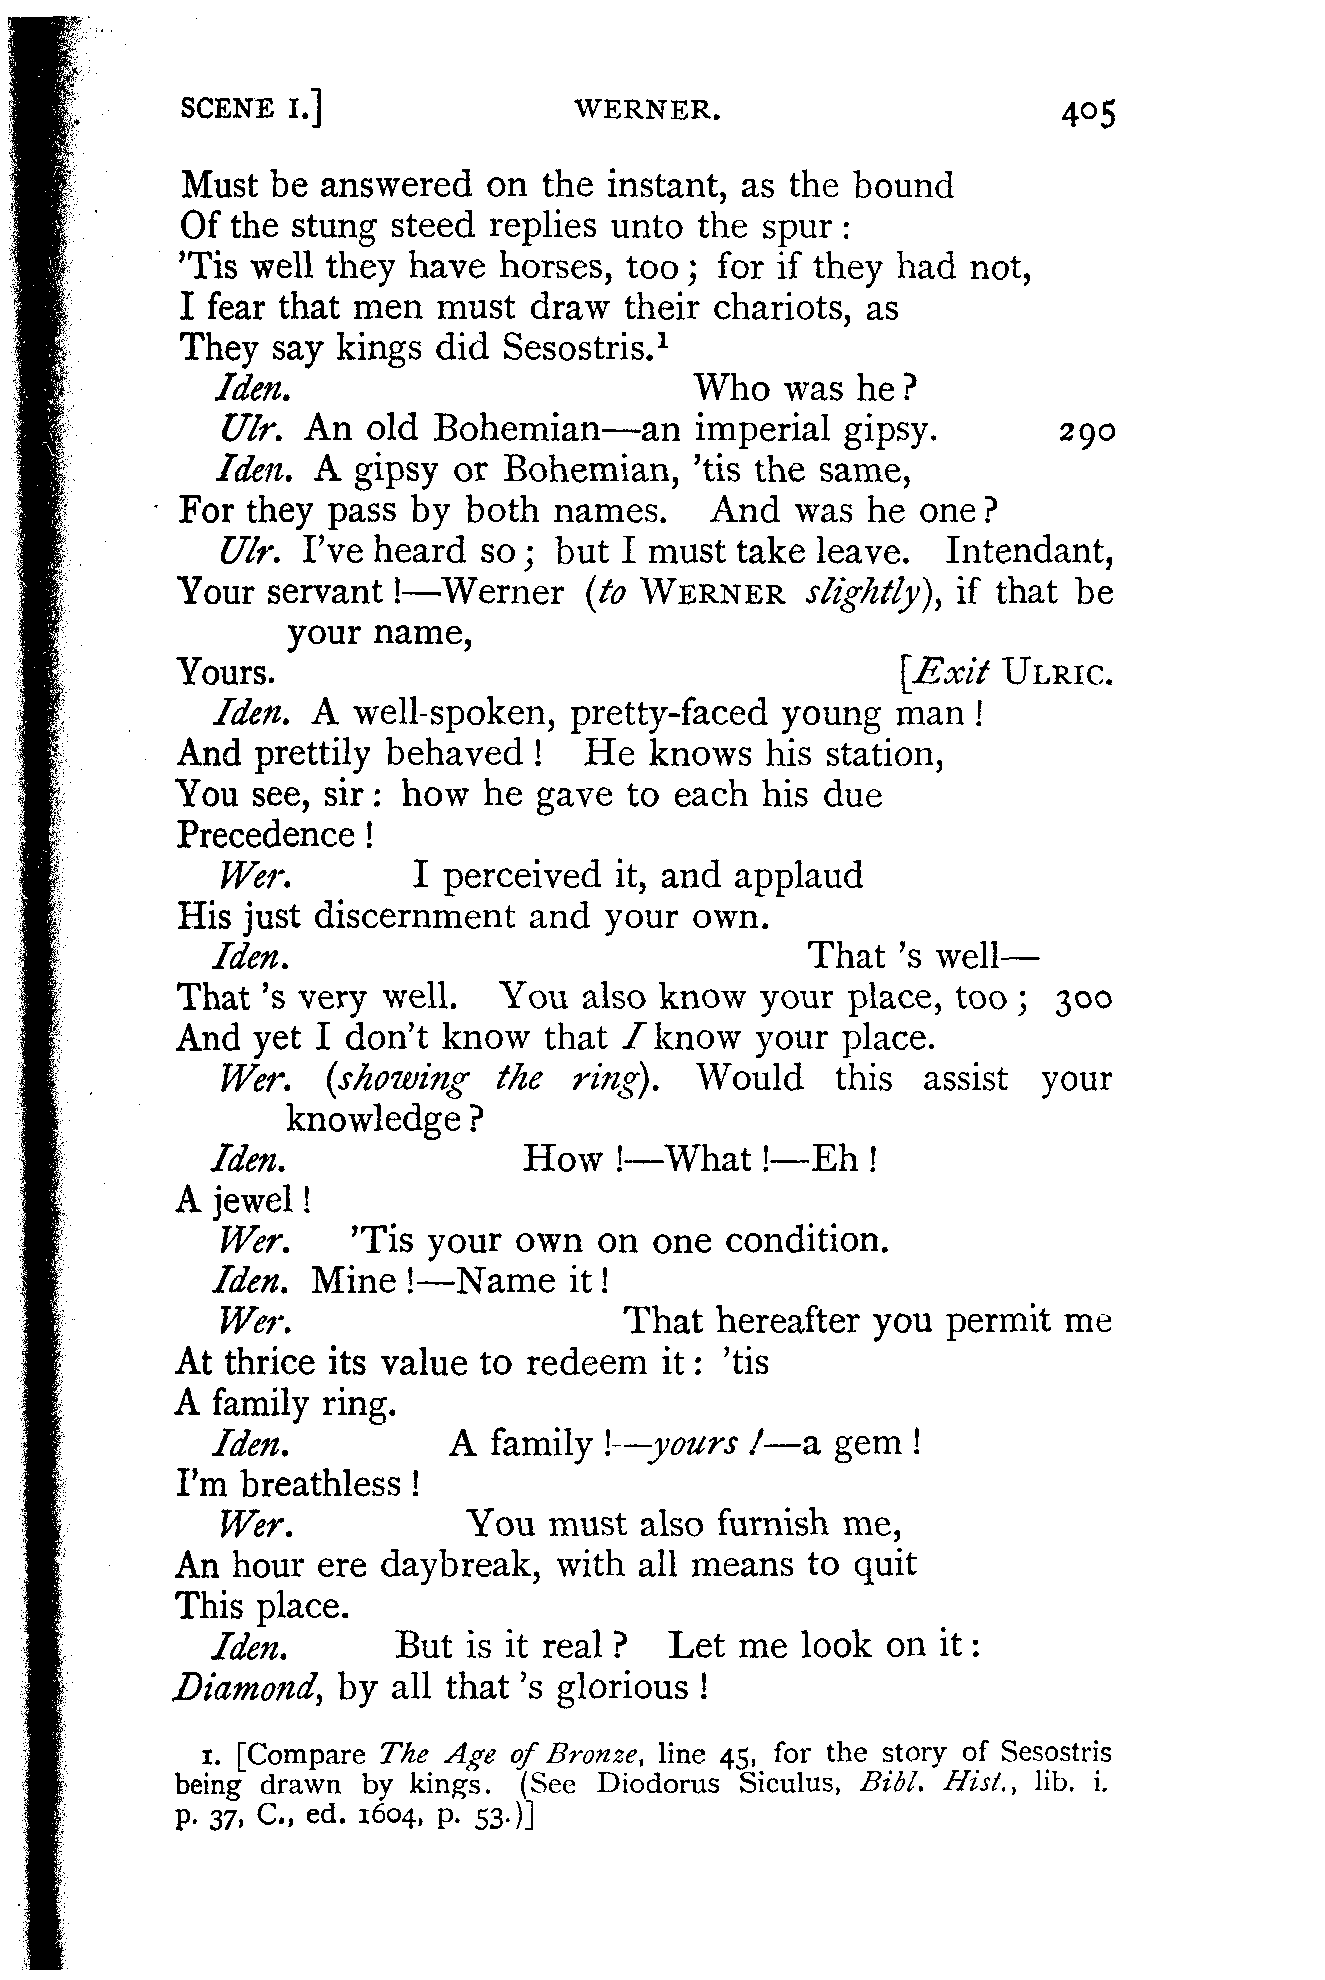 SCENE I.] WERNER. 405
Must be answered on the instant, as the bound
Of the stung steed replies unto the spur :
'Tis well they have horses, too ; for if they had not,
I fear that men must draw their chariots, as
They say kings did Sesostris.¹
Iden. Who was he ?
Ulr. An old Bohemian—an imperial gipsy. 290
Iden. A gipsy or Bohemian, 'tis the same,
For they pass by both names. And was he one ?
Ulr. I've heard so ; but I must take leave. Intendant,
Your servant !—Werner (to WERNER slightly), if that be
your name,
Yours. [Exit ULRIC.
Iden. A well-spoken, pretty-faced young man !
And prettily behaved ! He knows his station,
You see, sir : how he gave to each his due
Precedence !
Wer. I perceived it, and applaud
His just discernment and your own.
Iden. That 's well—
That 's very well. You also know your place, too ; 300
And yet I don't know that I know your place.
Wer. (showing the ring). Would this assist your
knowledge ?
Iden. How !—What !—Eh !
A jewel !
Wer. 'Tis your own on one condition.
Iden. Mine !—Name it !
Wer. That hereafter you permit me
At thrice its value to redeem it : 'tis
A family ring.
Iden. A family !—yours !—a gem !
I'm breathless !
Wer. You must also furnish me,
An hour ere daybreak, with all means to quit
This place.
Iden. But is it real ? Let me look on it :
Diamond, by all that 's glorious !
1. [Compare The Age of Bronze, line 45, for the story of Sesostris
being drawn by kings. (See Diodorus Siculus, Bibl. Hist., lib. i.
p. 37, C., ed. 1604, p. 53.)]